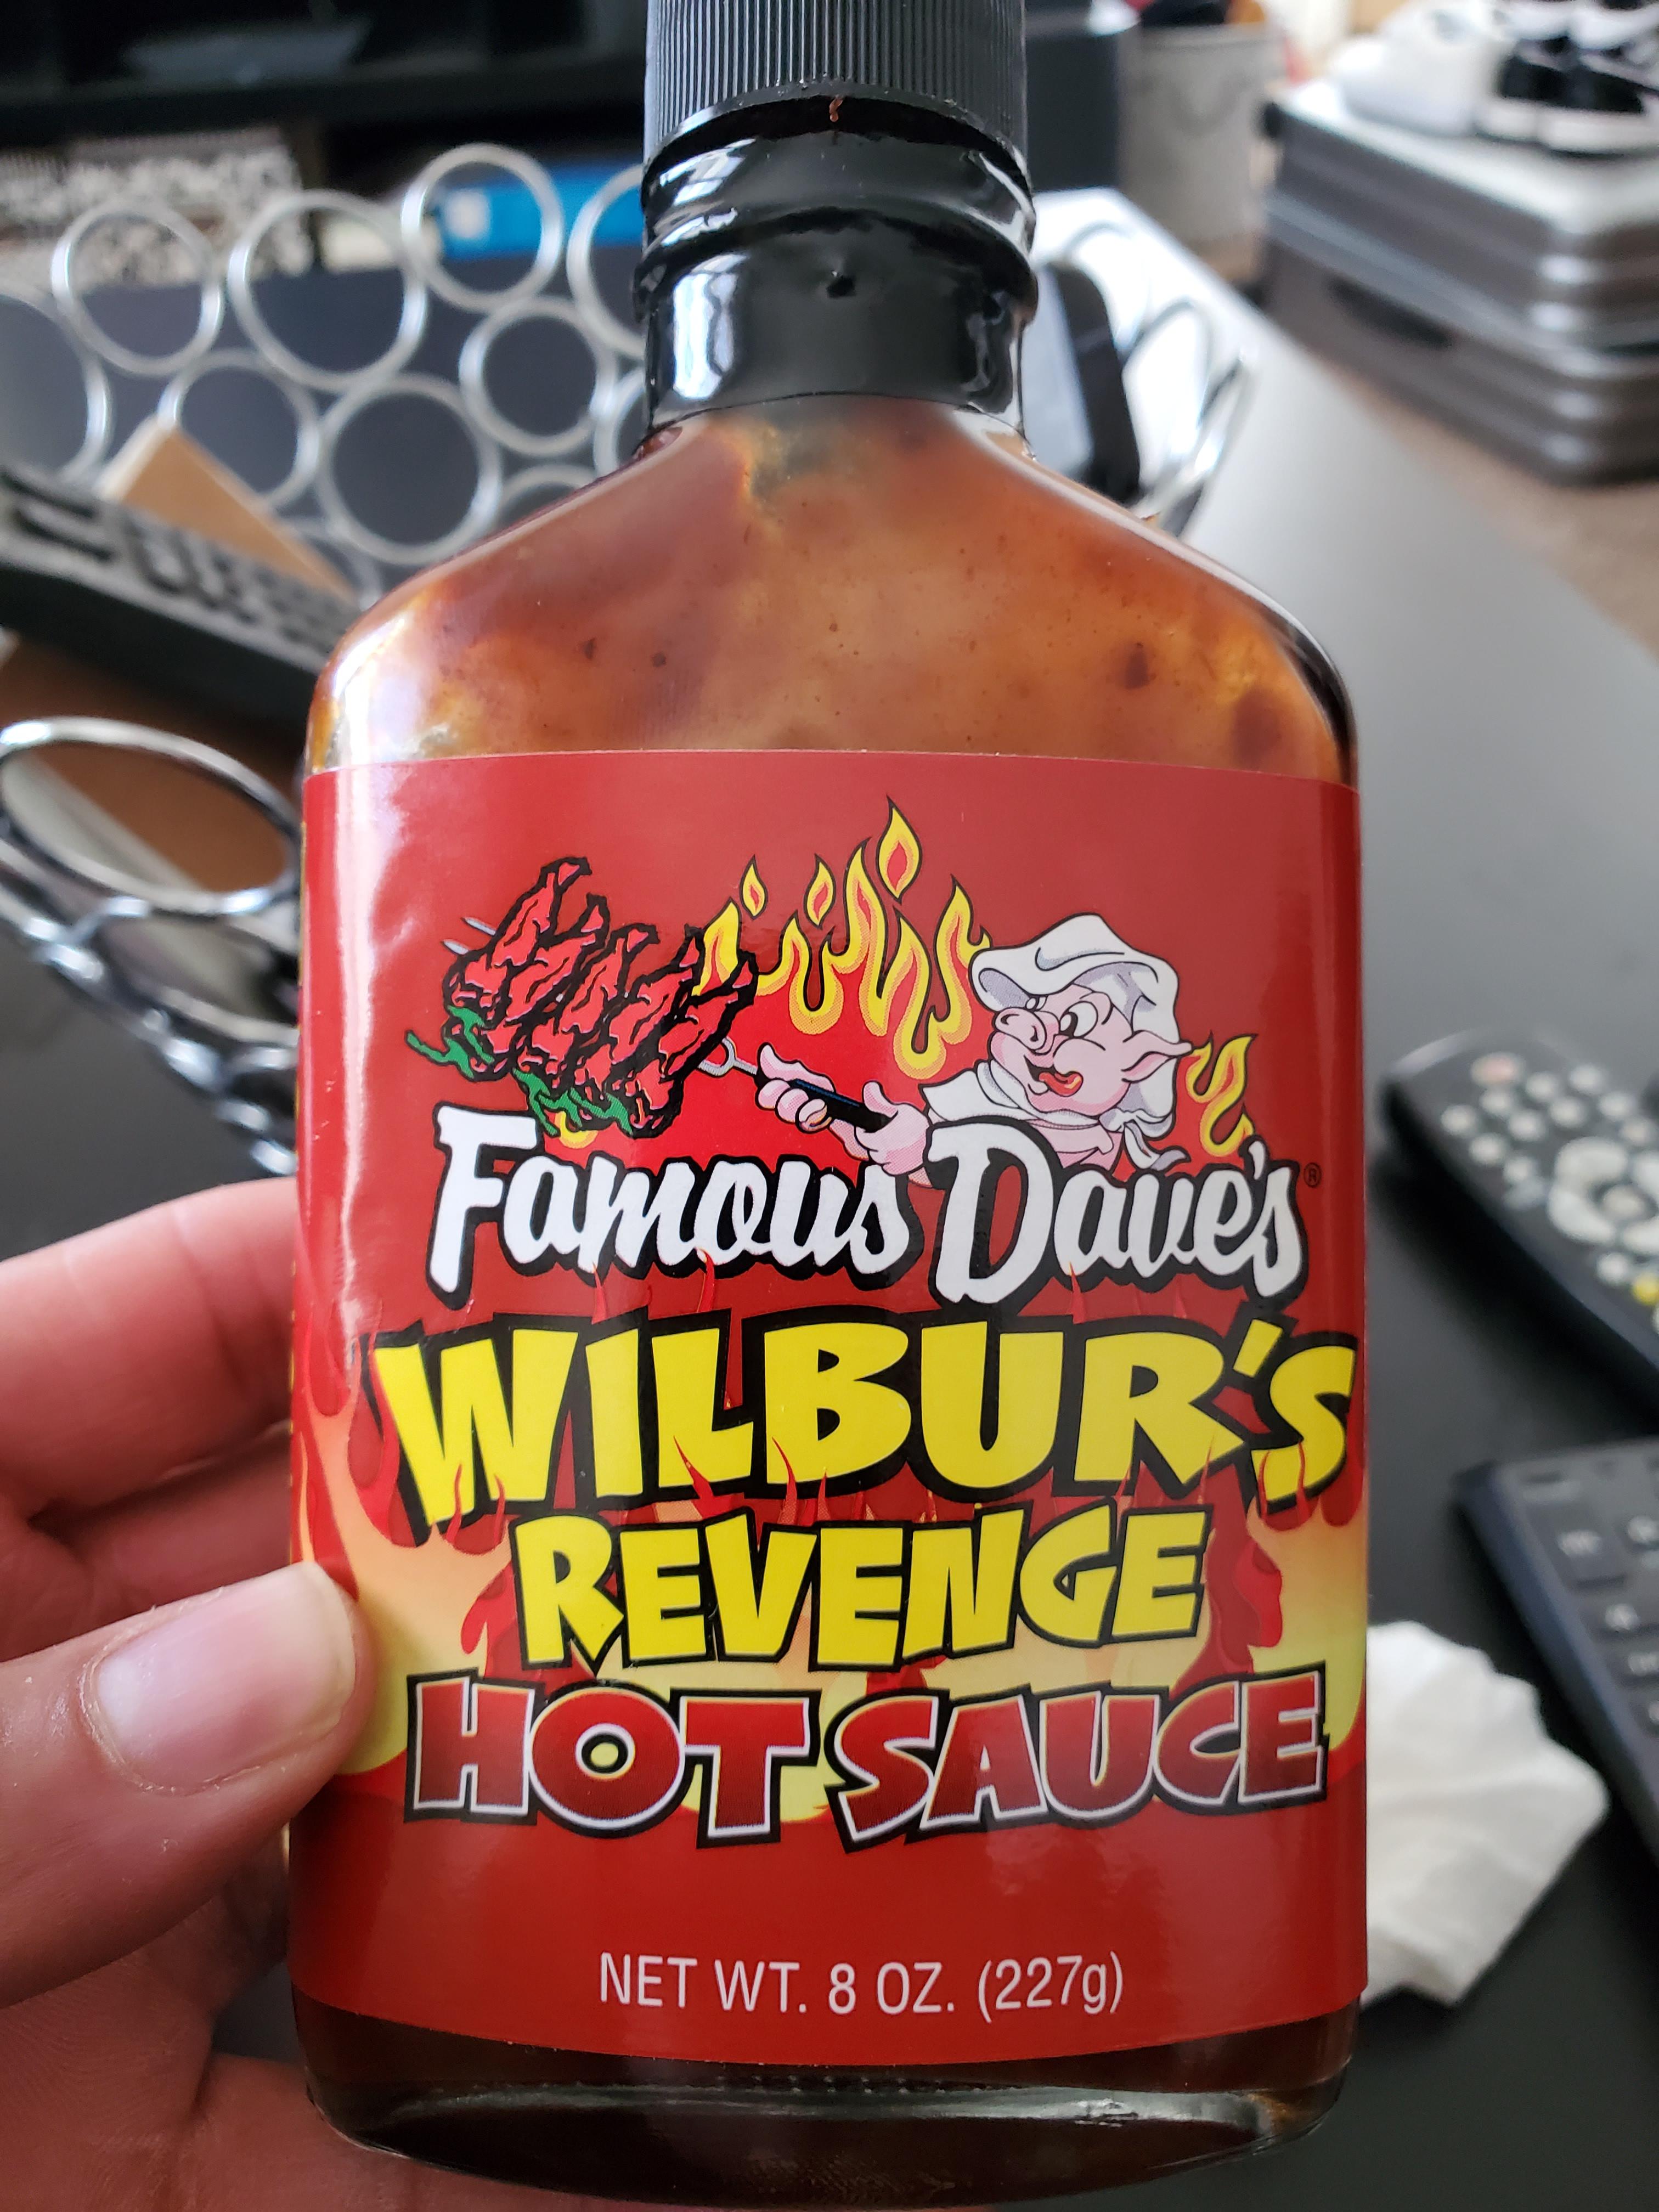 Famous Dave's®
WILBUR'S
REVENGE
HOT SAUCE
NET WT. 8 OZ. (227g)